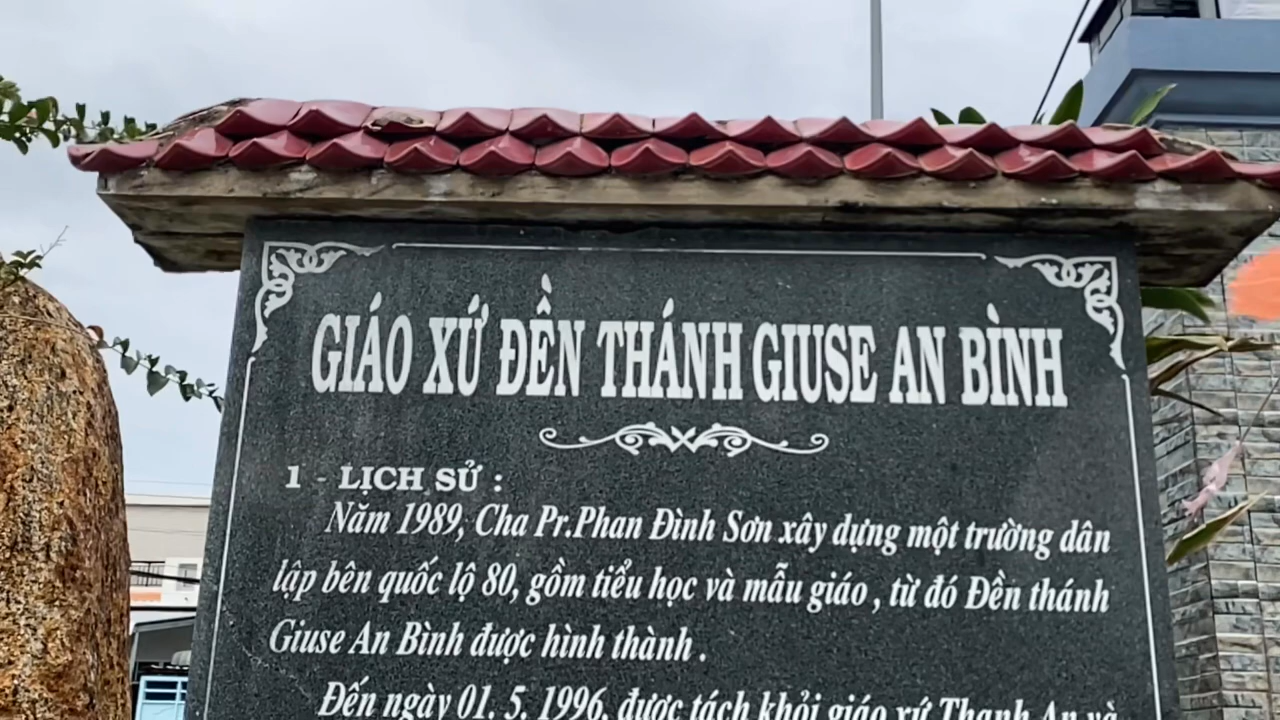 GIÁO XỨ ĐỀN THÁNH GIUSE AN BÌNH
1 - LỊCH SỬ :
Năm 1989, Cha Pr.Phan Đình Sơn xây dựng một trường dân
lập bên quốc lộ 80, gồm tiểu học và mẫu giáo , từ đó Đền thánh
Giuse An Bình được hình thành .
Đến ngày 01. 5. 1996, được tách khỏi giáo xứ Thạnh An và